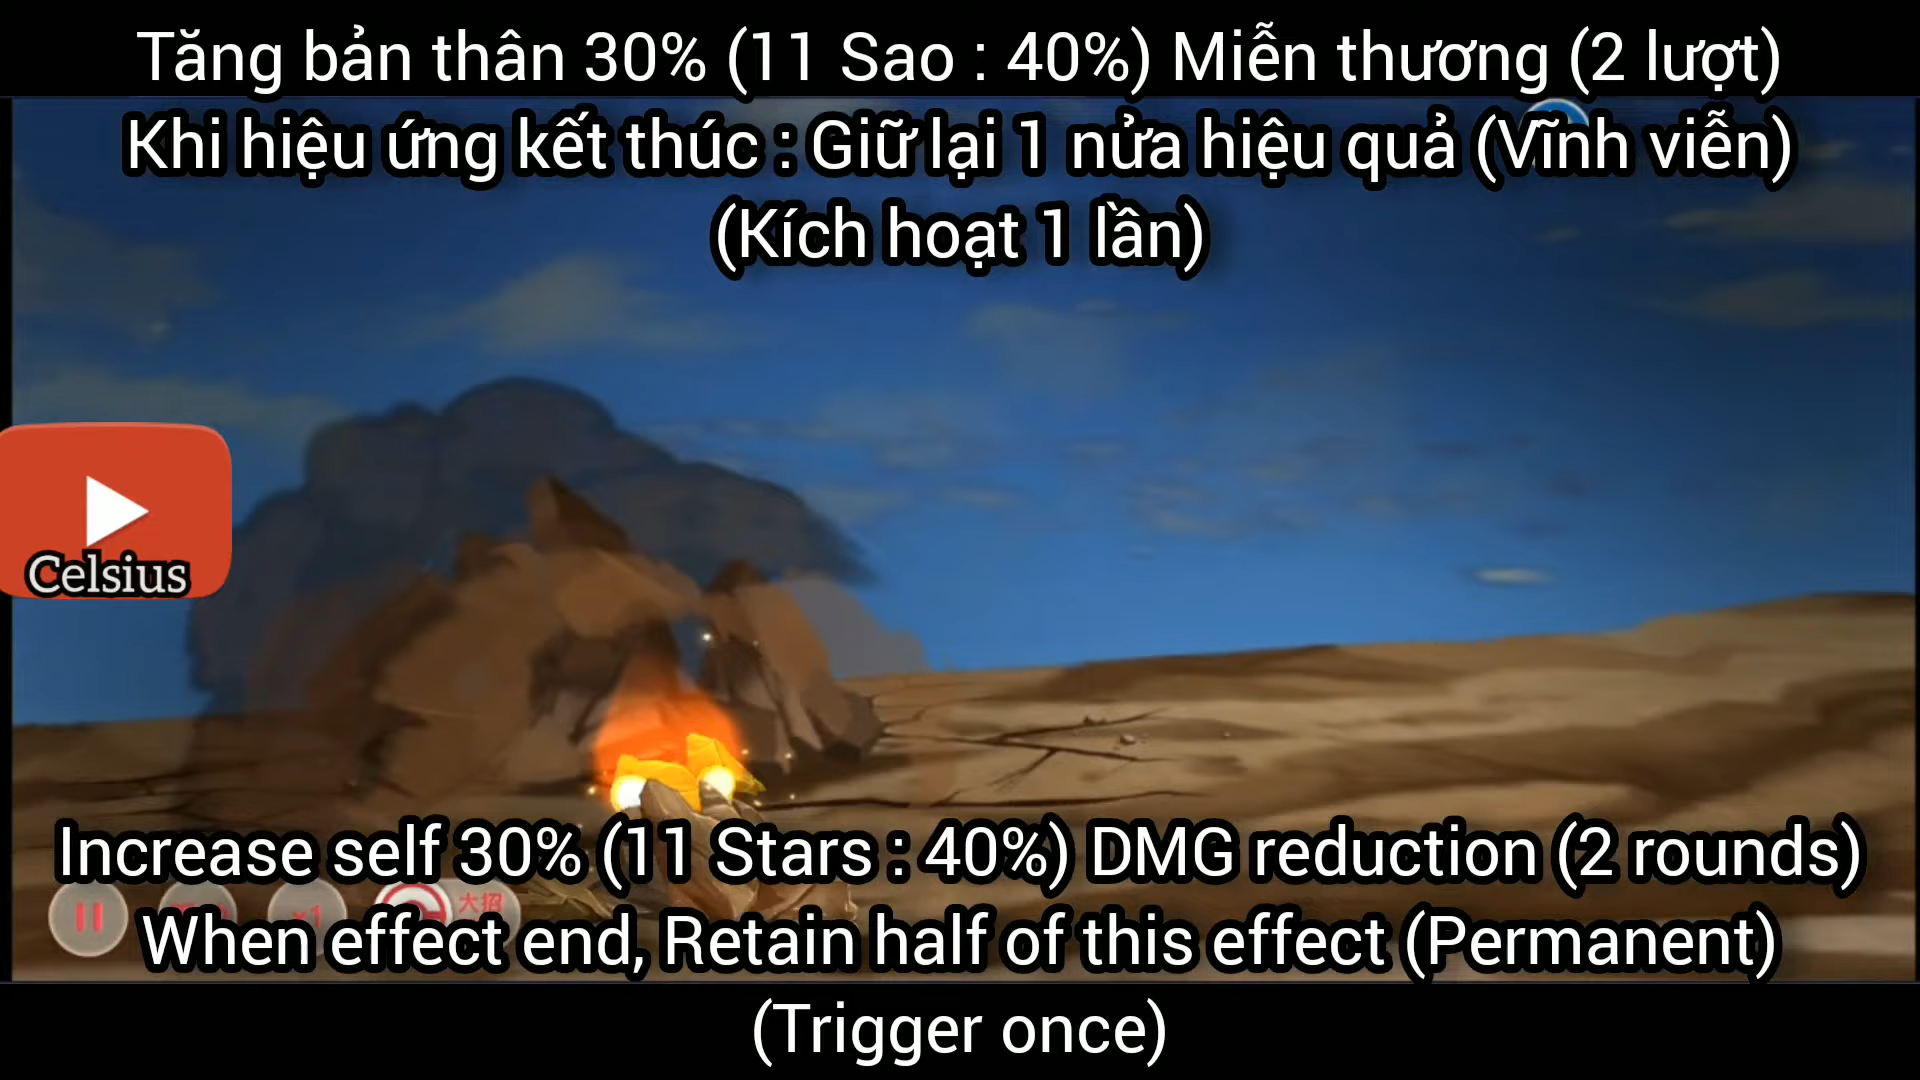 Tăng bản thân 30% (11 Sao : 40%) Miễn thương (2 lượt)
Khi hiệu ứng kết thúc : Giữ lại 1 nửa hiệu quả (Vĩnh viễn)
(Kích hoạt 1 lần)
Celsius
Increase self 30% (11 Stars : 40%) DMG reduction (2 rounds)
大招
When effect end, Retain half of this effect (Permanent)
(Trigger once)